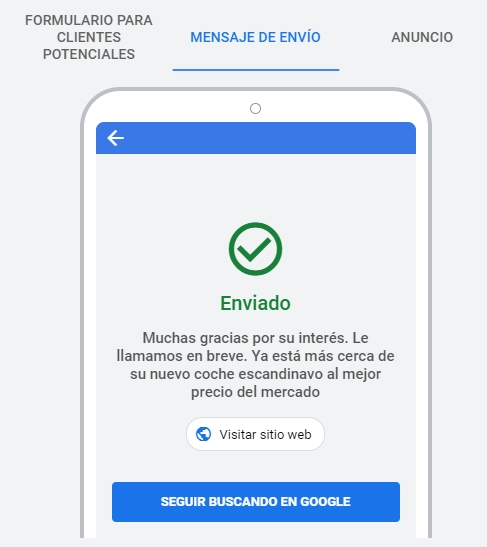 FORMULARIO PARA
CLIENTES
POTENCIALES
MENSAJE DE ENVÍO
ANUNCIO
Enviado
Muchas gracias por su interés. Le
llamamos en breve. Ya está más cerca de
su nuevo coche escandinavo al mejor
precio del mercado
Visitar sitio web
SEGUIR BUSCANDO EN GOOGLE